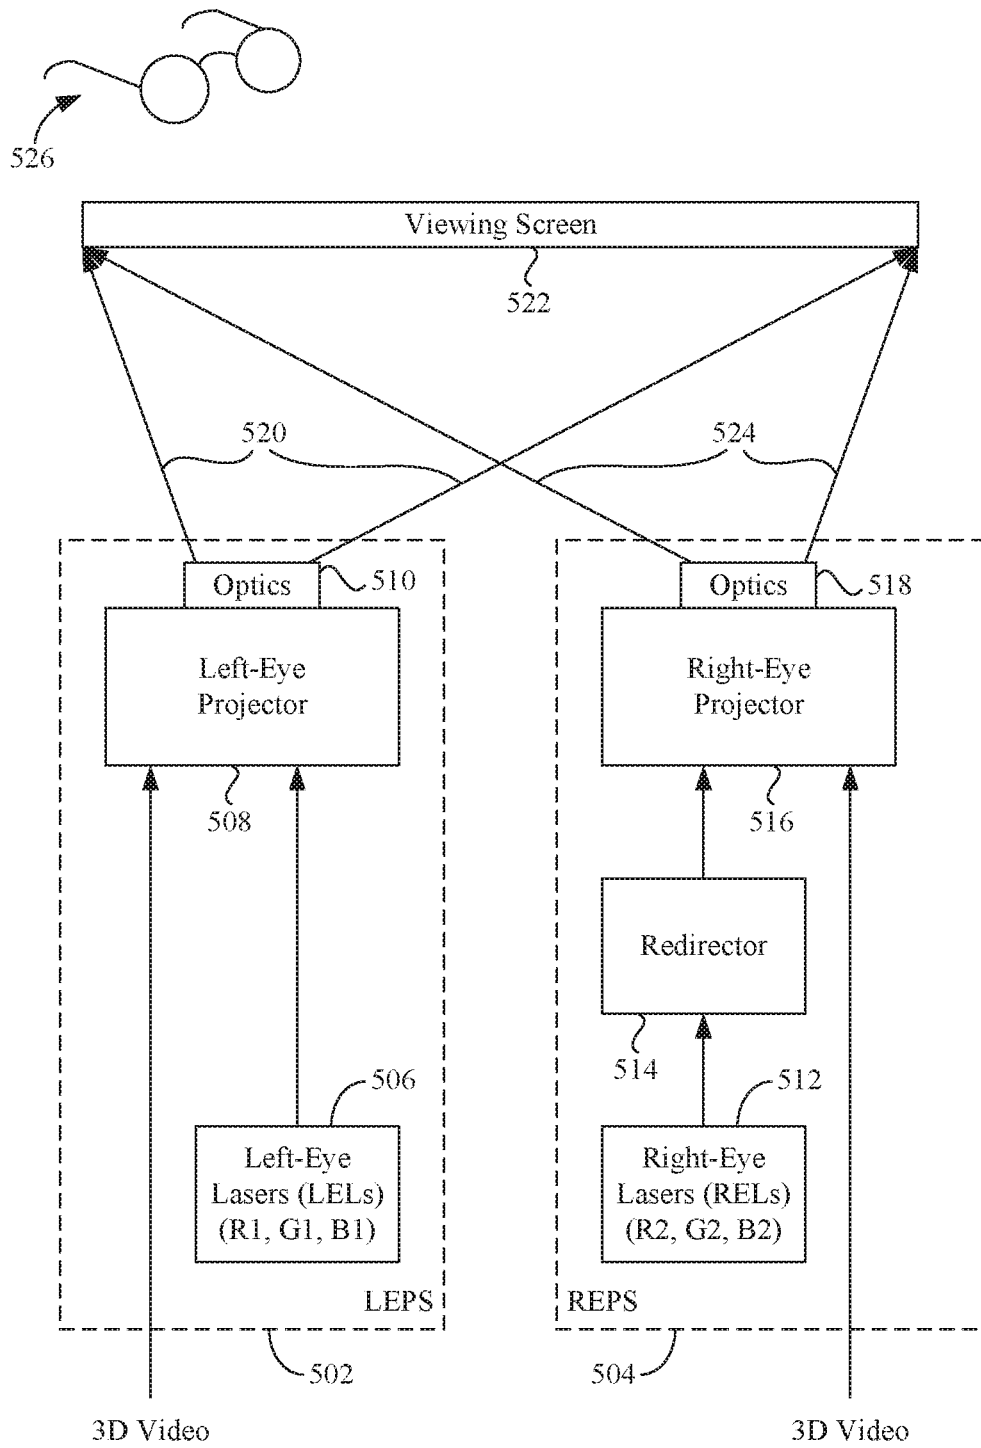 526
Viewing Screen
522
520
524
Optics
510
Optics
518
Left-Eye
Projector
Right-Eye
Projector
508
516
Redirector
514
506
512
Left-Eye
Lasers (LELs)
(R1, G1, B1)
Right-Eye
Lasers (RELs)
(R2, G2, B2)
LEPS
REPS
502
504
3D Video
3D Video